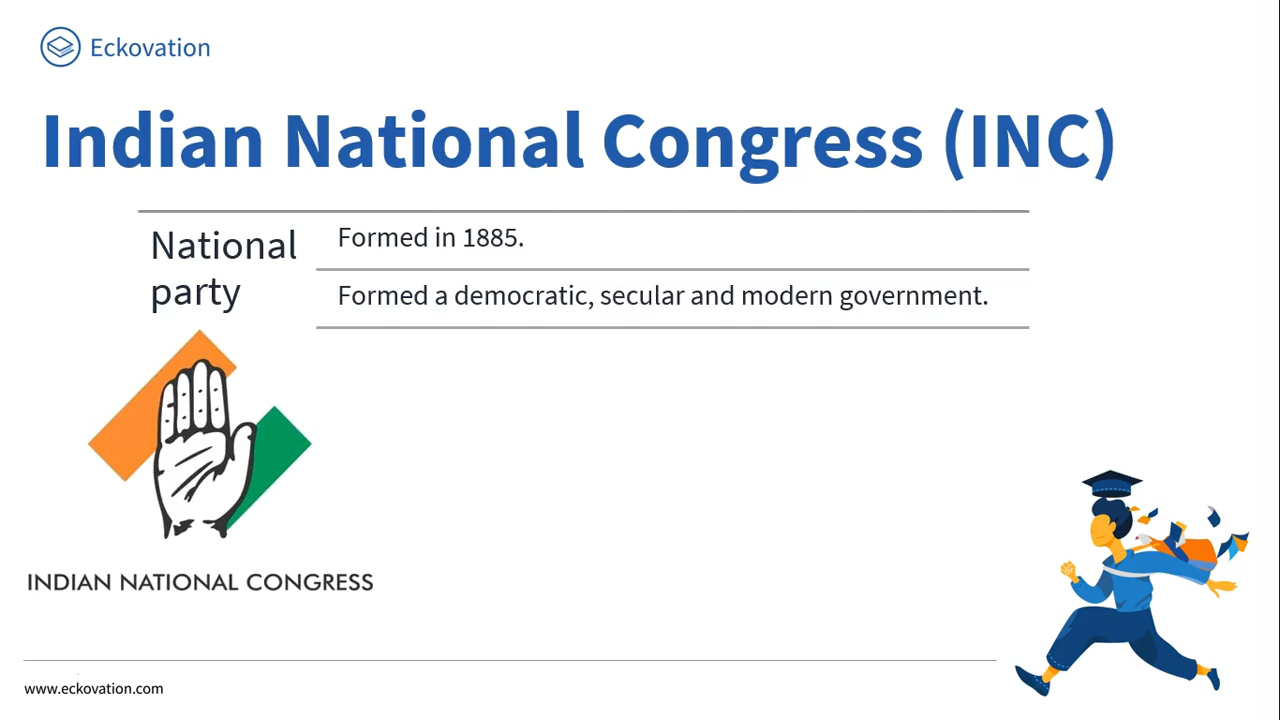 Eckovation
Indian National Congress (INC)
National
party
Formed in 1885.
Formed a democratic, secular and modern government.
INDIAN NATIONAL CONGRESS
www.eckovation.com